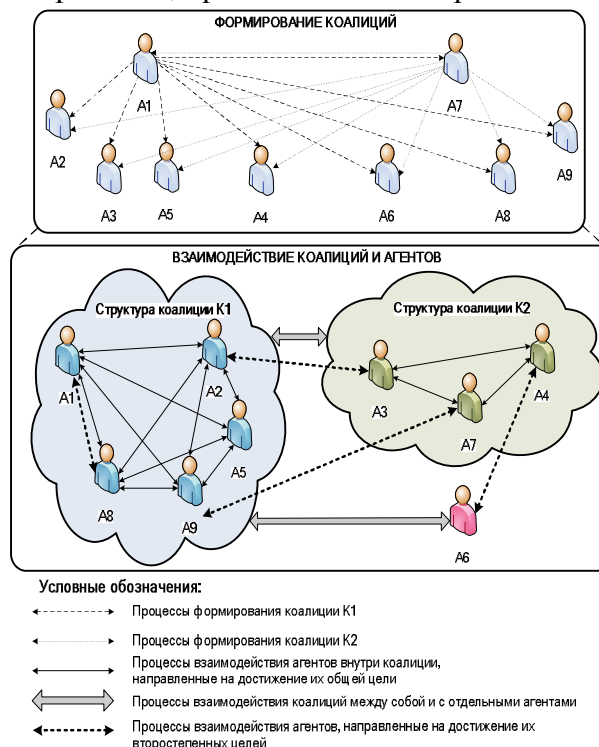 ФОРМИРОВАНИЕ КОАЛИЦИЙ
A1
A7
A2
A9
A3
A5
A4
A6
A8
ВЗАИМОДЕЙСТВИЕ КОАЛИЦИЙ И АГЕНТОВ
Структура коалиции К1
Структура коалиции К2
A1
A2
A3
A4
A5
A7
A8
A9
A6
Условные обозначения:
Процессы формирования коалиции К1
Процессы формирования коалиции К2
Процессы взаимодействия агентов внутри коалиции,
направленные на достижение их общей цели
Процессы взаимодействия коалиций между собой и с отдельными агентами
Процессы взаимодействия агентов, направленные на достижение их
второстепенных целей